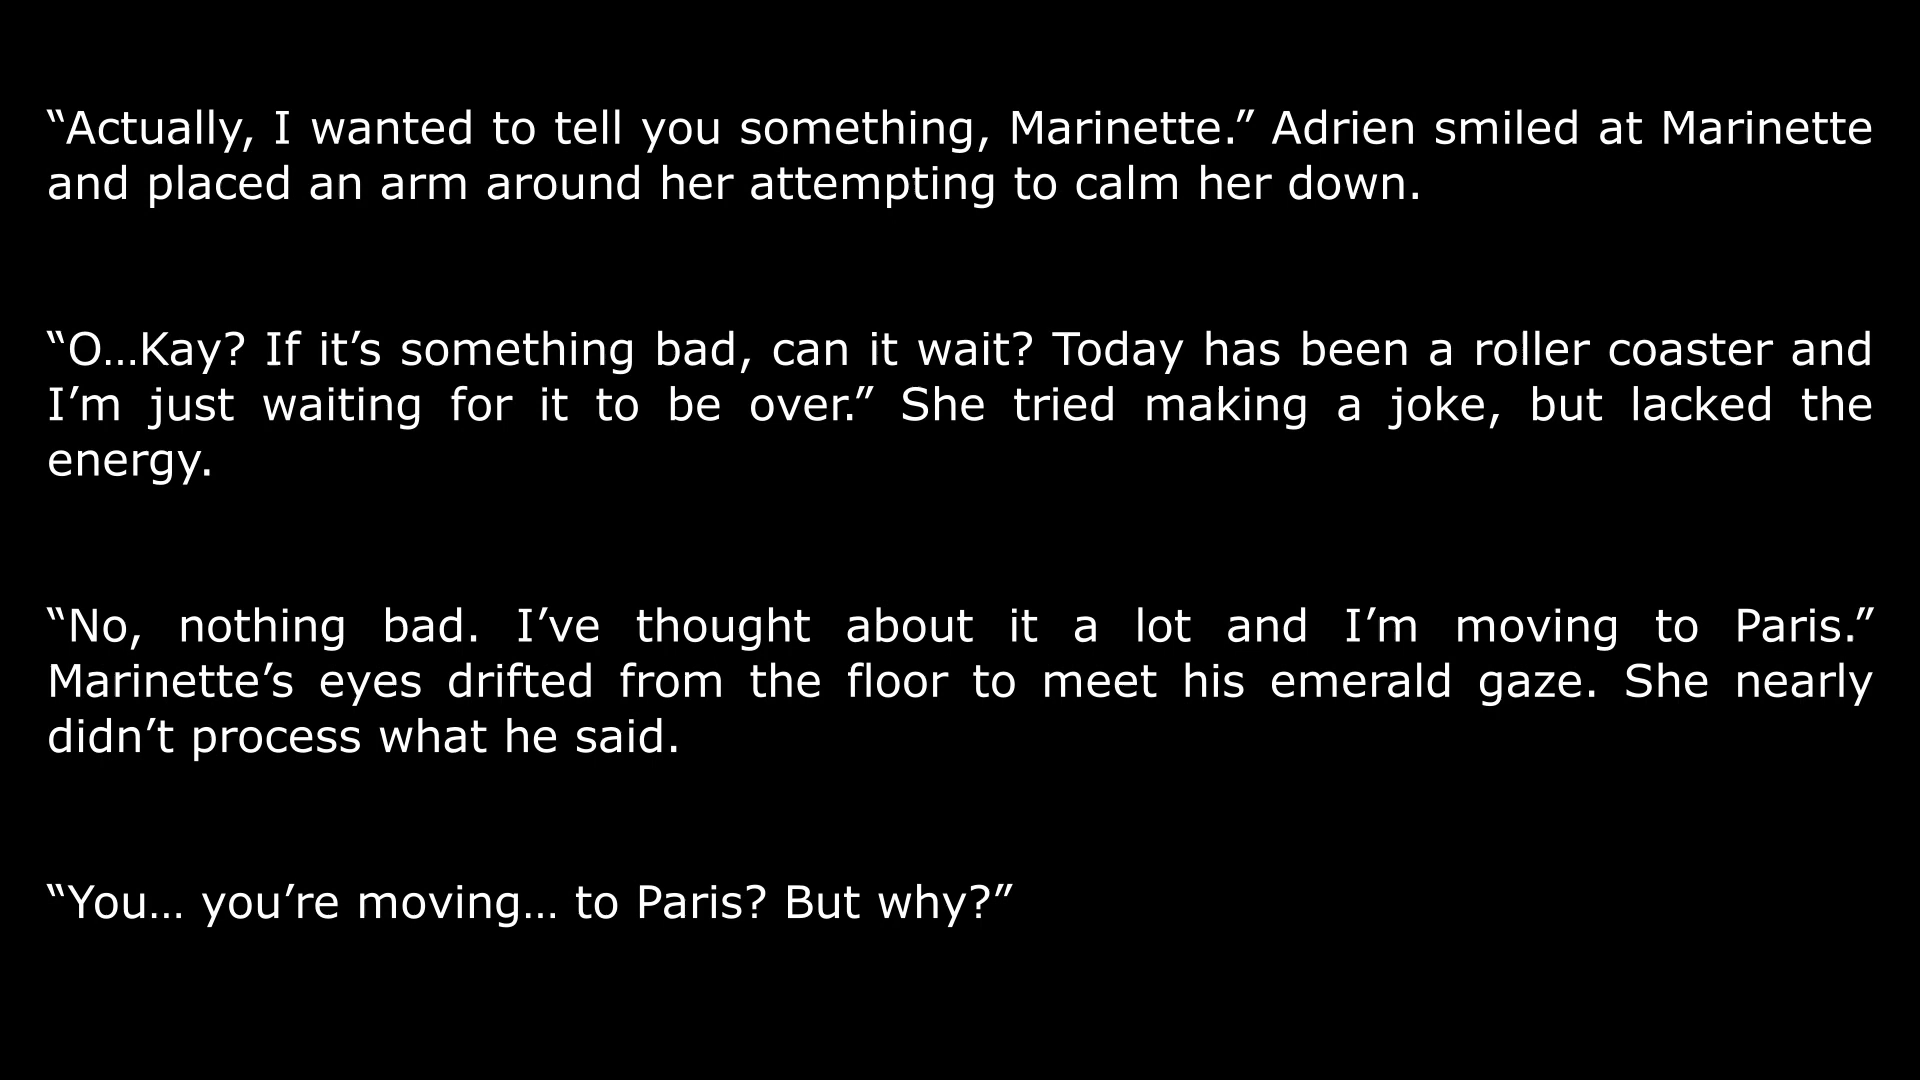 “Actually, I wanted to tell you something, Marinette.” Adrien smiled at Marinette
and placed an arm around her attempting to calm her down.
“O…Kay? If it’s something bad, can it wait? Today has been a roller coaster and
I’m just waiting for it to be over.” She tried making a joke, but lacked the
energy.
“No, nothing bad. I’ve thought about it a lot and I’m moving to Paris.”
Marinette’s eyes drifted from the floor to meet his emerald gaze. She nearly
didn’t process what he said.
“You… you’re moving… to Paris? But why?”